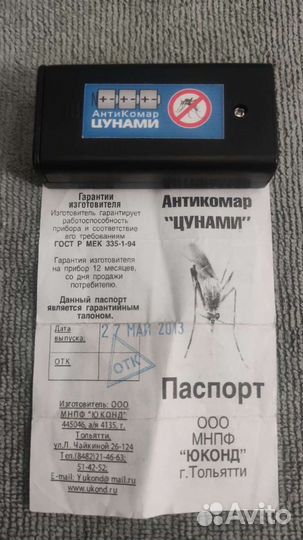 N
АнтиКомар
ЦУНАМИ
Гарантии
изготовителя
Изготовитель гарантирует
работоспособность
прибора и соответствие
его требованиям
ГОСТ Р МЕК 335-1-94
Гарантия изготовителя
на прибор 12 месяцев,
со дня продажи
потребителю.
Данный паспорт
является гарантийным
талоном.
Дата
выпуска:
27 МАЙ 2013
ОТК
ОТК
Изготовитель: ООО
МНПФ "ЮКОНД"
445046, а/я 4135, г.
Тольятти,
ул.Л. Чайкиной 26-124
Тел.(8482)21-46-63;
51-42-52;
E-mail: Yukond@mail.ru
www.ukond.ru
Антикомар
"ЦУНАМИ"
Паспорт
ООО
МНПФ
"ЮКОНД"
г.Тольятти
Avito